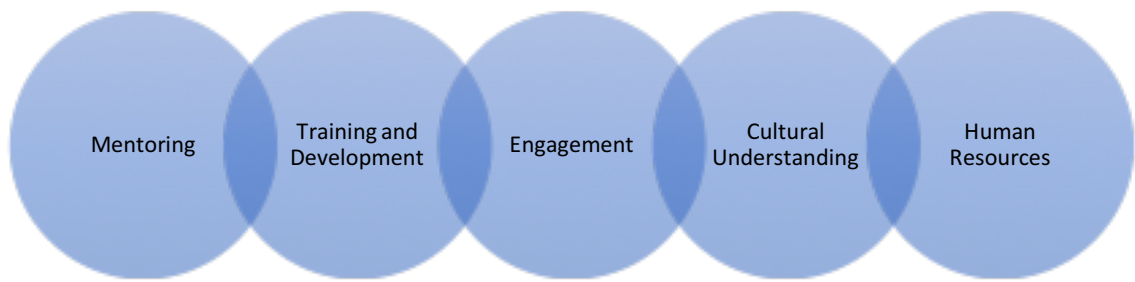 Mentoring
Training and
Development
Engagement
Cultural
Understanding
Human
Resources